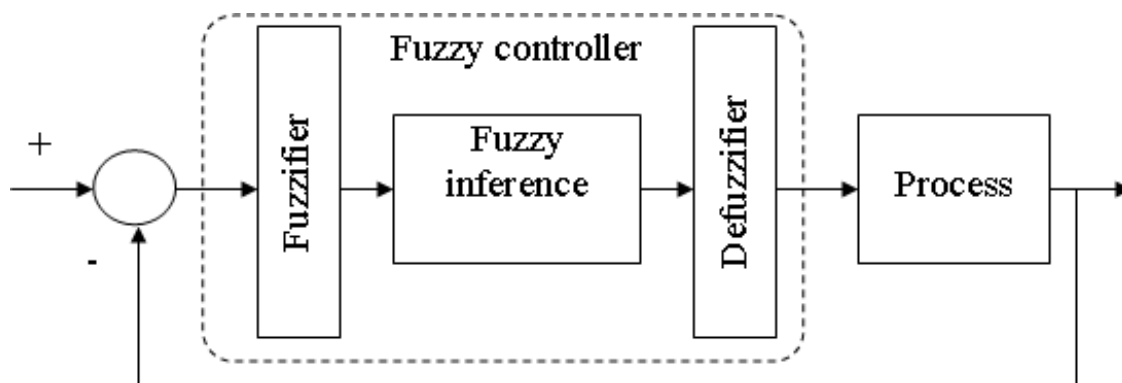 Fuzzy controller
+
-
Fuzzifier
Fuzzy
inference
Defuzzifier
Process